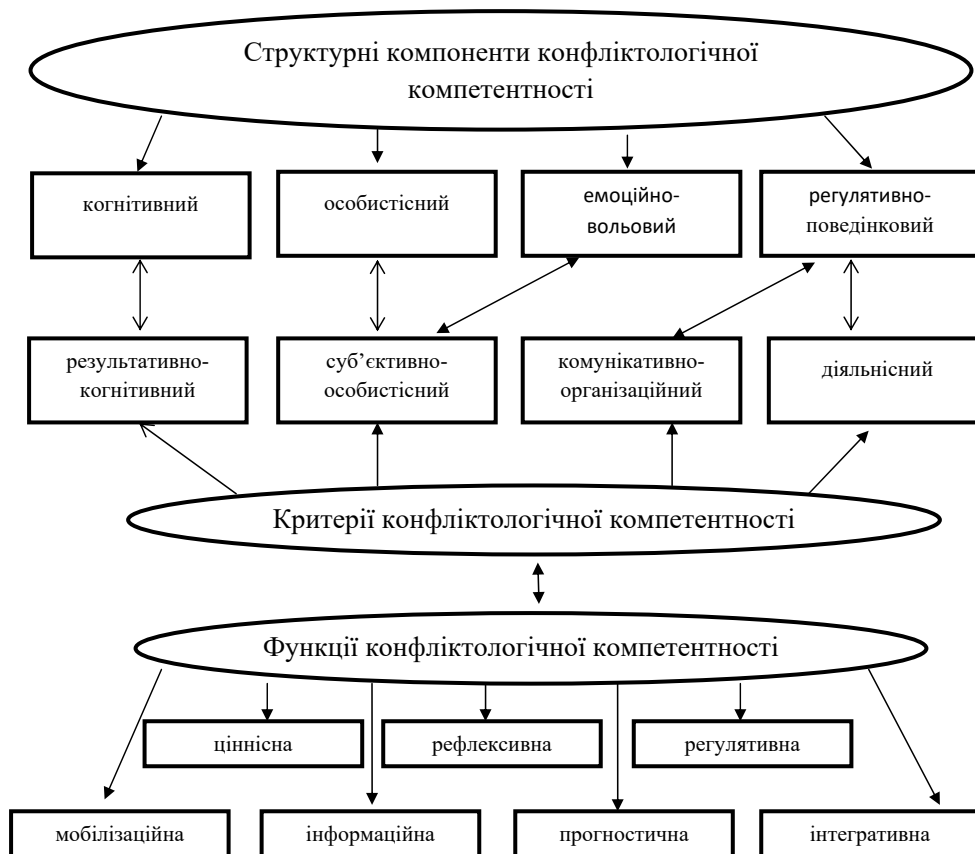 Структурні компоненти конфліктологічної
компетентності
когнітивний
особистісний
емоційно-
вольовий
регулятивно-
поведінковий
результативно-
когнітивний
суб’єктивно-
особистісний
комунікативно-
організаційний
діяльнісний
Критерії конфліктологічної компетентності
Функції конфліктологічної компетентності
ціннісна
рефлексивна
регулятивна
мобілізаційна
інформаційна
прогностична
інтегративна